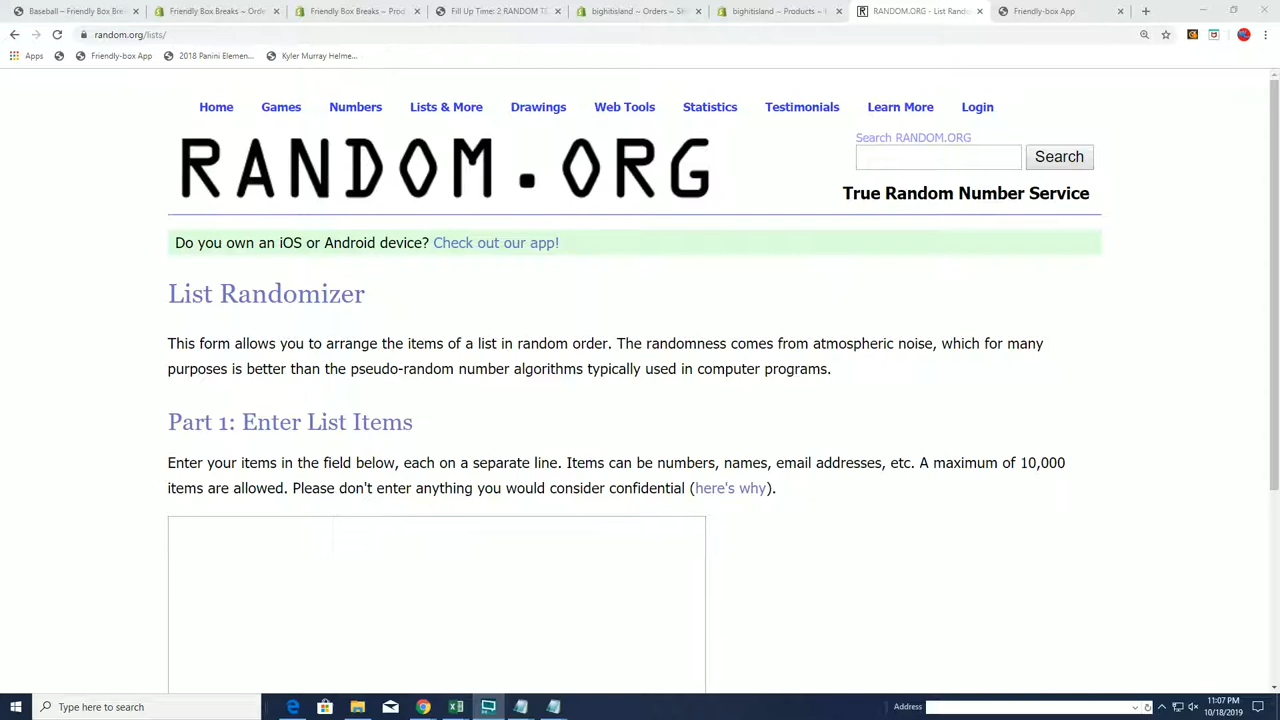 Baseball – Friendly Box Bre
Friendly Box Breaks ~ Orde
Friendly Box Breaks ~ Prod
Fill Up Time: 2 RANDOM T
bighitisland ~ Orders ~ S
bighitisland ~ Products ~
RANDOM.ORG - List Rand
Friendly-box App
random.org/lists/
Apps
Friendly-box App
2018 Panini Elemen...
Kyler Murray Helme...
Home Games Numbers Lists & More Drawings Web Tools Statistics Testimonials Learn More Login
RANDOM.ORG
Search RANDOM.ORG
Search
True Random Number Service
Do you own an iOS or Android device? Check out our app!
List Randomizer
This form allows you to arrange the items of a list in random order. The randomness comes from atmospheric noise, which for many
purposes is better than the pseudo-random number algorithms typically used in computer programs.
Part 1: Enter List Items
Enter your items in the field below, each on a separate line. Items can be numbers, names, email addresses, etc. A maximum of 10,000
items are allowed. Please don't enter anything you would consider confidential (here's why).
Type here to search
Address
11:07 PM
10/18/2019